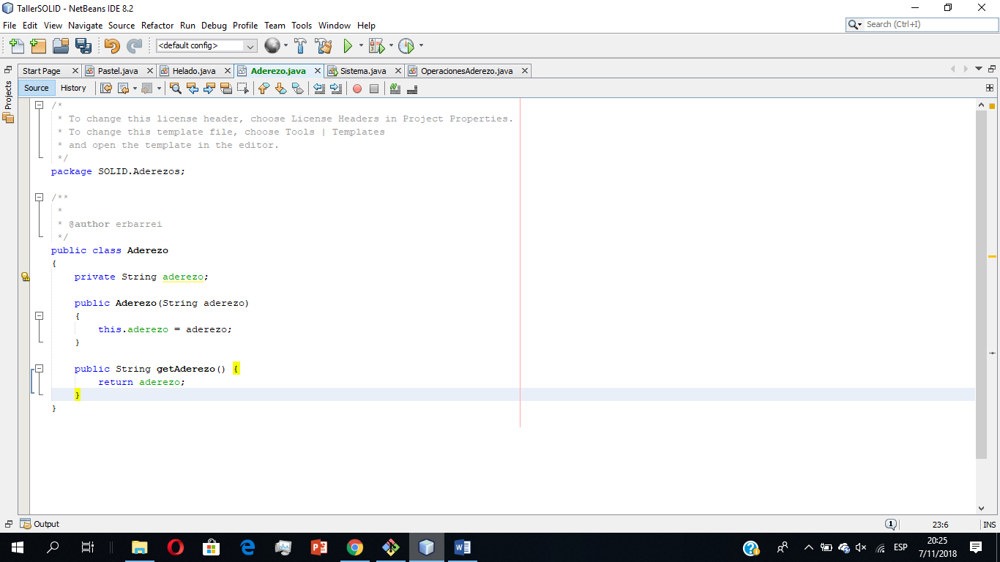 TallerSOLID - NetBeans IDE 8.2
File Edit View Navigate Source Refactor Run Debug Profile Team Tools Window Help
Search (Ctrl+I)
<default config>
Start Page Pastel.java Helado.java Aderezo.java Sistema.java OperacionesAderezo.java
Projects
Source History
/*
 * To change this license header, choose License Headers in Project Properties.
 * To change this template file, choose Tools | Templates
 * and open the template in the editor.
 */
package SOLID.Aderezos;
/**
 *
 * @author erbarrei
 */
public class Aderezo
{
    private String aderezo;
    public Aderezo(String aderezo)
    {
        this.aderezo = aderezo;
    }
    public String getAderezo() {
        return aderezo;
    }
}
Output
1
23:6
INS
ESP
20:25
7/11/2018